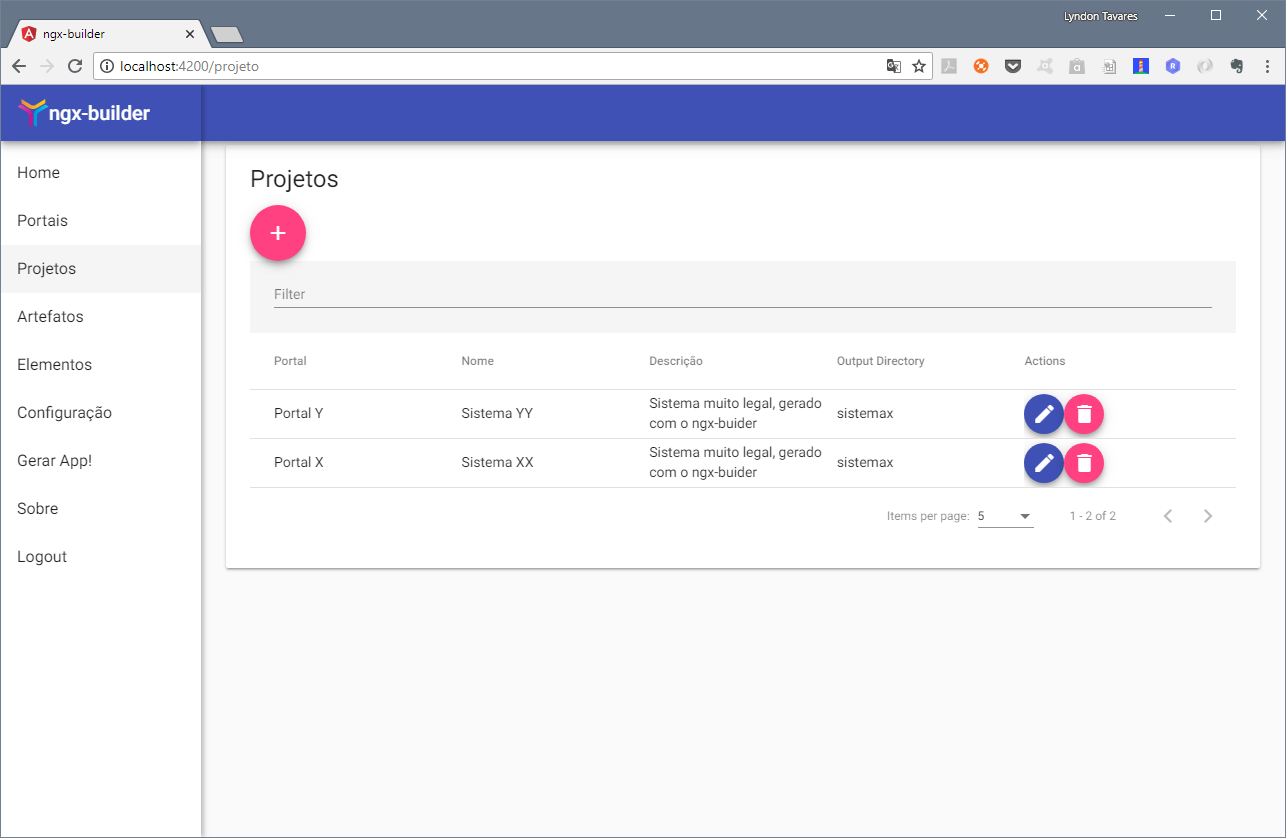 Lyndon Tavares
ngx-builder
localhost:4200/projeto
ngx-builder
Home
Portais
Projetos
Artefatos
Elementos
Configuração
Gerar App!
Sobre
Logout
Projetos
+
Filter
Portal Nome Descrição Output Directory Actions
Portal Y Sistema YY Sistema muito legal, gerado sistemax
com o ngx-buider
Portal X Sistema XX Sistema muito legal, gerado sistemax
com o ngx-buider
Items per page: 5 1 - 2 of 2